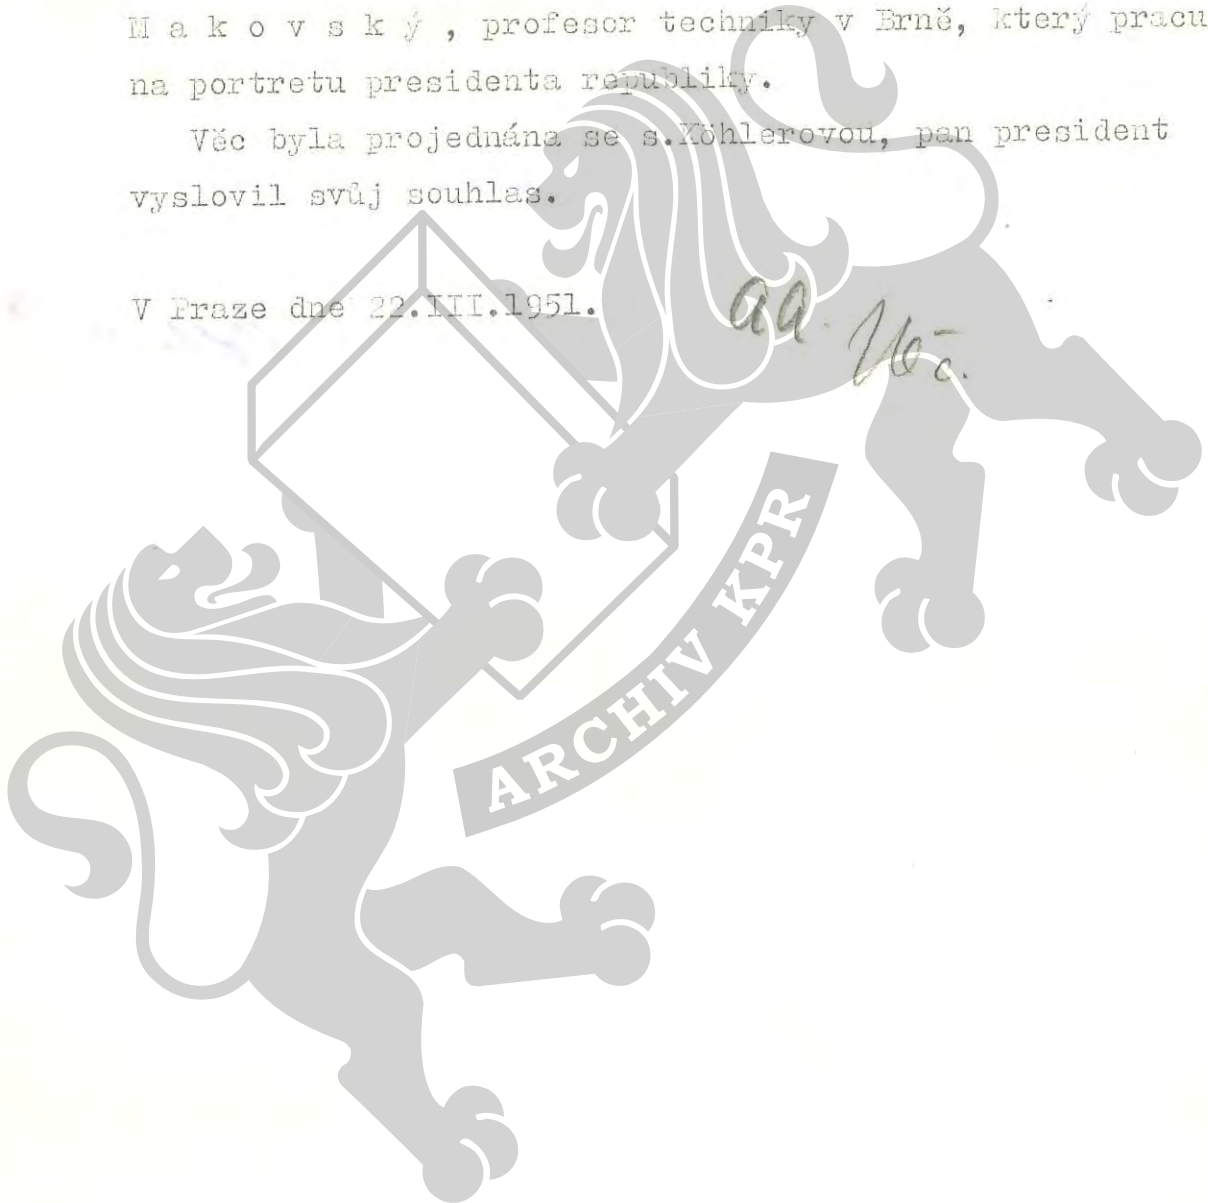 M a k o v s k ý , profesor techniky v Brně, který pracu
na portretu presidenta republiky.
Věc byla projednána se s.Köhlerovou, pan president
vyslovil svůj souhlas.
V Praze dne 22.III.1951.
aa.
ARCHIV KPR